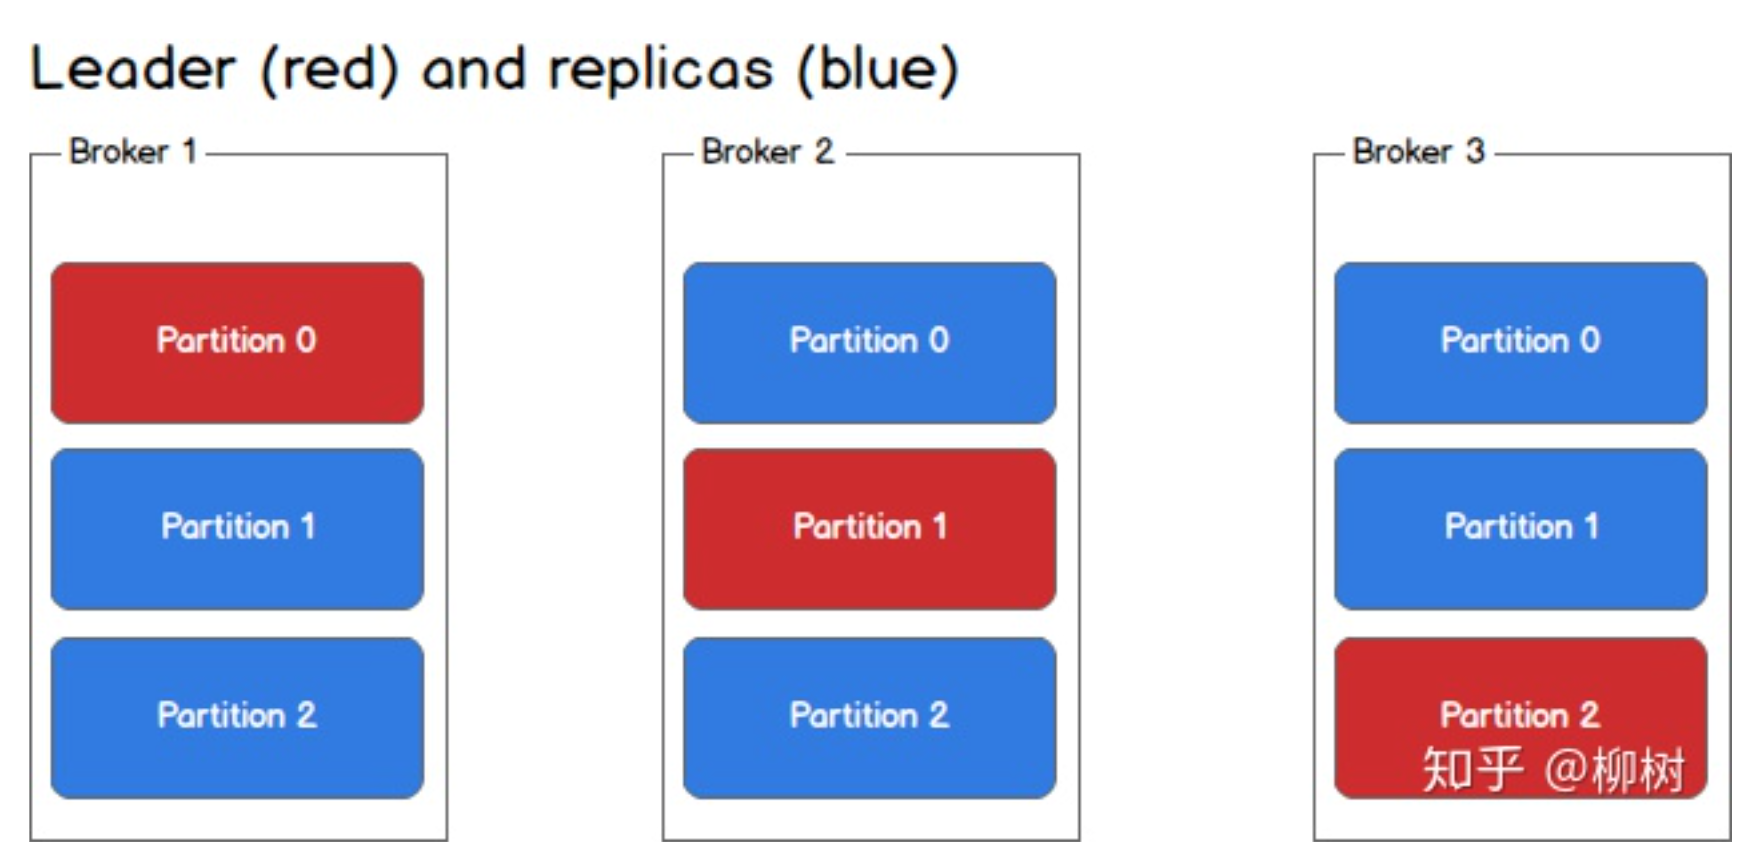 Leader (red) and replicas (blue)
Broker 1
Partition 0
Partition 1
Partition 2
Broker 2
Partition 0
Partition 1
Partition 2
Broker 3
Partition 0
Partition 1
Partition 2
知乎 @柳树